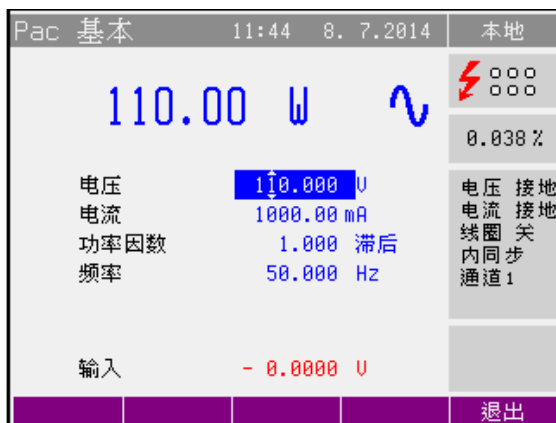 Pac 基本 11:44 8. 7.2014 本地
110.00 W
0.038 %
电压 110.000 V
电流 1000.00 mA
功率因数 1.000 滞后
频率 50.000 Hz
输入 - 0.0000 V
电压 接地
电流 接地
线圈 关
内同步
通道1
退出